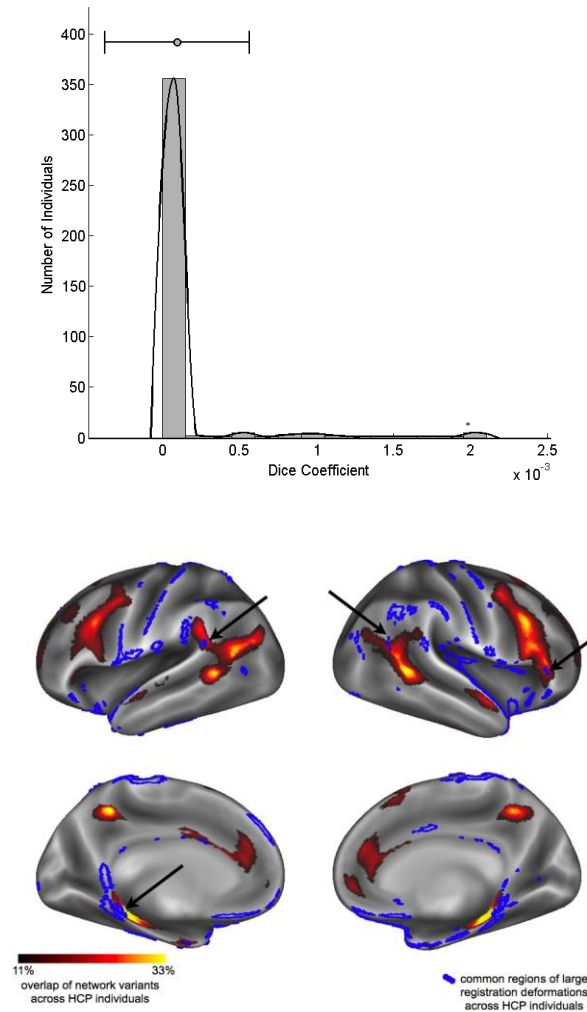 400
350
300
250
200
150
100
50
0
Number of Individuals
0 0.5 1 1.5 2 2.5
Dice Coefficient
x 10⁻³
11% 33%
overlap of network variants
across HCP individuals
common regions of large
registration deformations
across HCP individuals